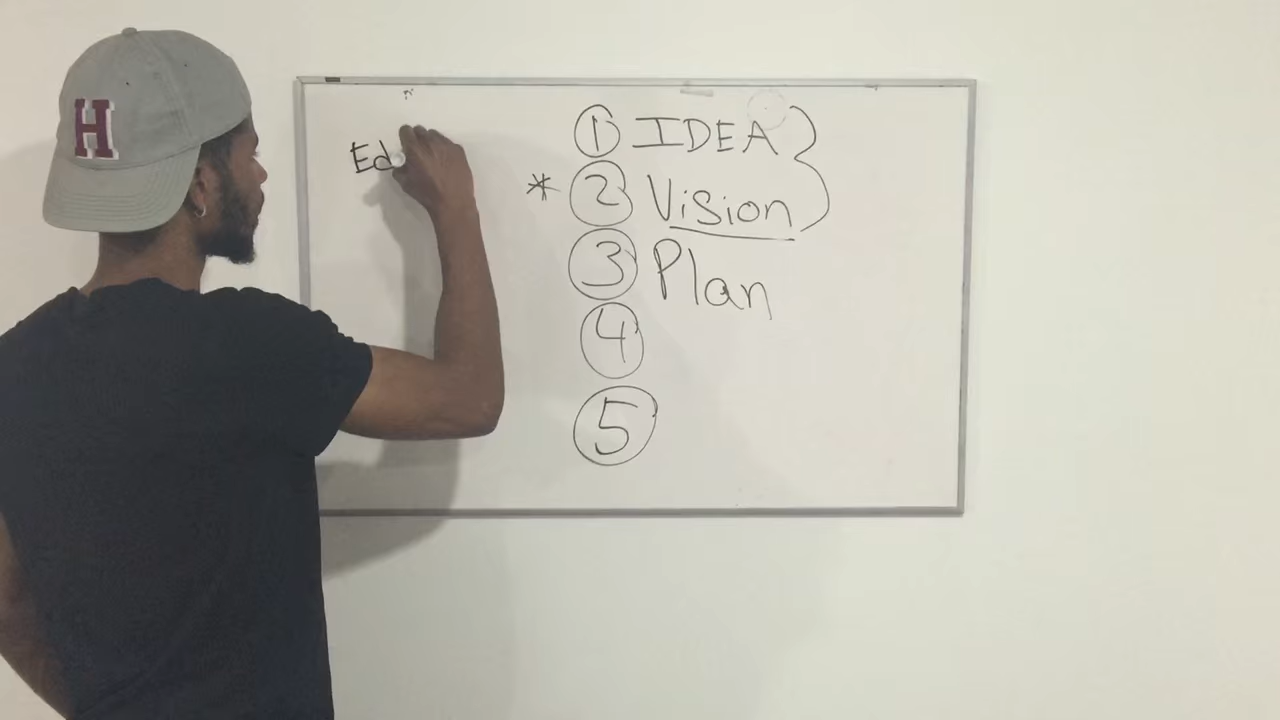 H
Ed
① IDEA
* ② Vision
③ Plan
④
⑤